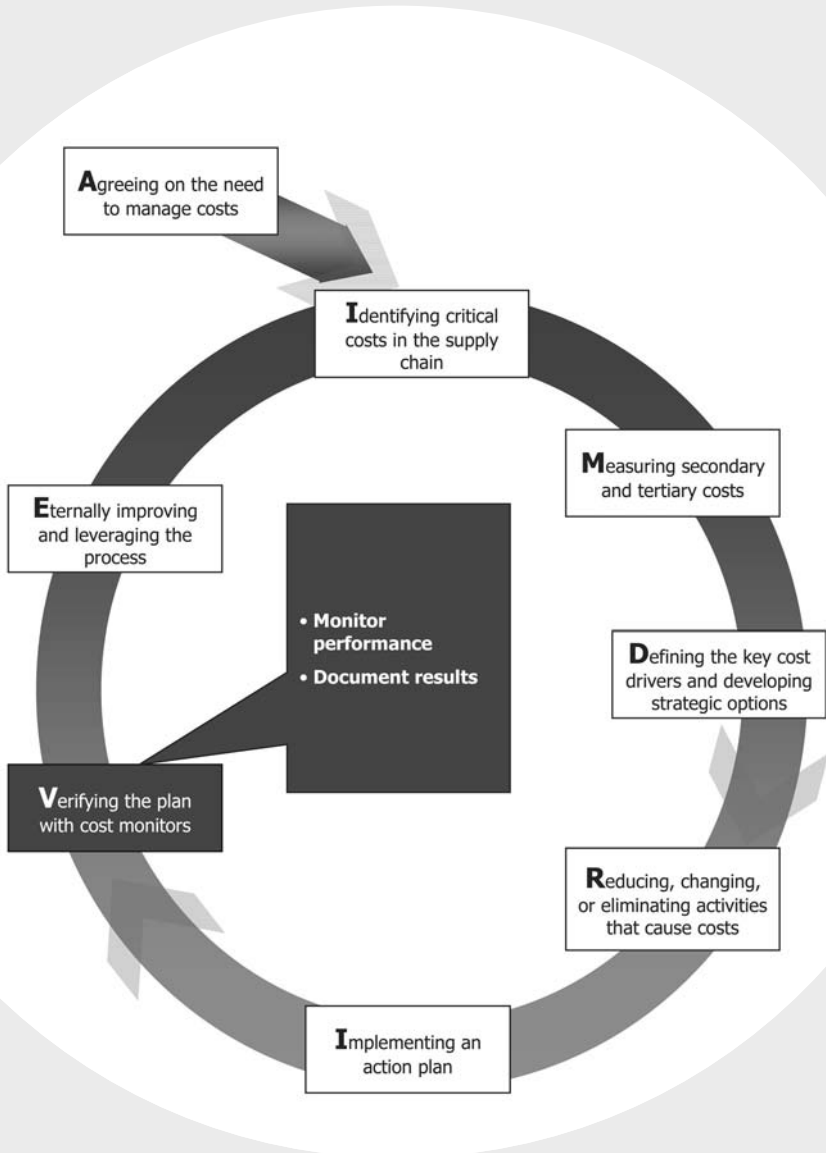 Agreeing on the need
to manage costs
Identifying critical
costs in the supply
chain
Measuring secondary
and tertiary costs
Defining the key cost
drivers and developing
strategic options
Reducing, changing,
or eliminating activities
that cause costs
Implementing an
action plan
Verifying the plan
with cost monitors
• Monitor
performance
• Document results
Eternally improving
and leveraging the
process